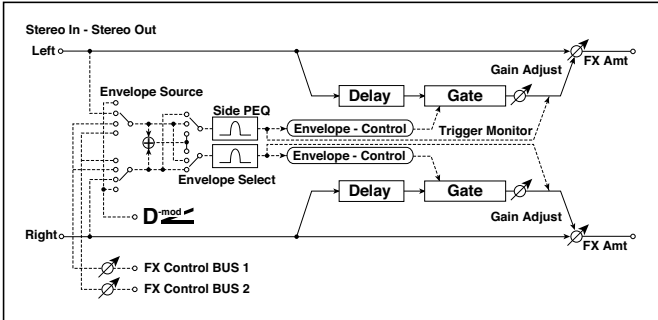 Stereo In - Stereo Out
Left
FX Amt
Gain Adjust
Envelope Source
Delay
Gate
Side PEQ
Envelope - Control
Trigger Monitor
Envelope - Control
Envelope Select
D-mod
Delay
Gate
Gain Adjust
Right
FX Amt
FX Control BUS 1
FX Control BUS 2